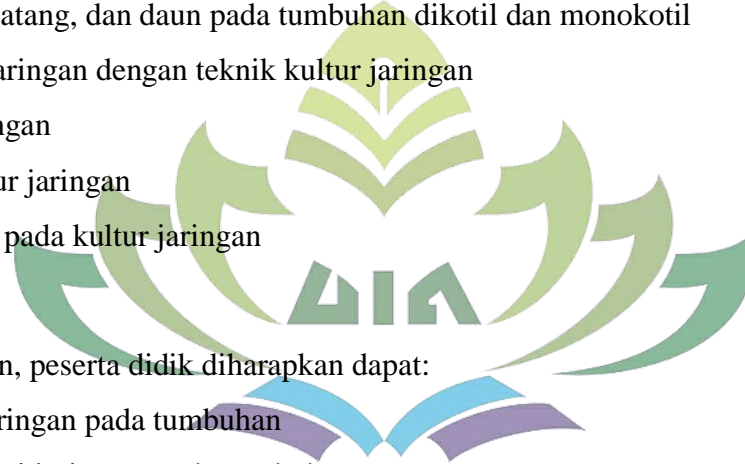 atang, dan daun pada tumbuhan dikotil dan monokotil
aringan dengan teknik kultur jaringan
ngan
ur jaringan
pada kultur jaringan
UIN
n, peserta didik diharapkan dapat:
ringan pada tumbuhan